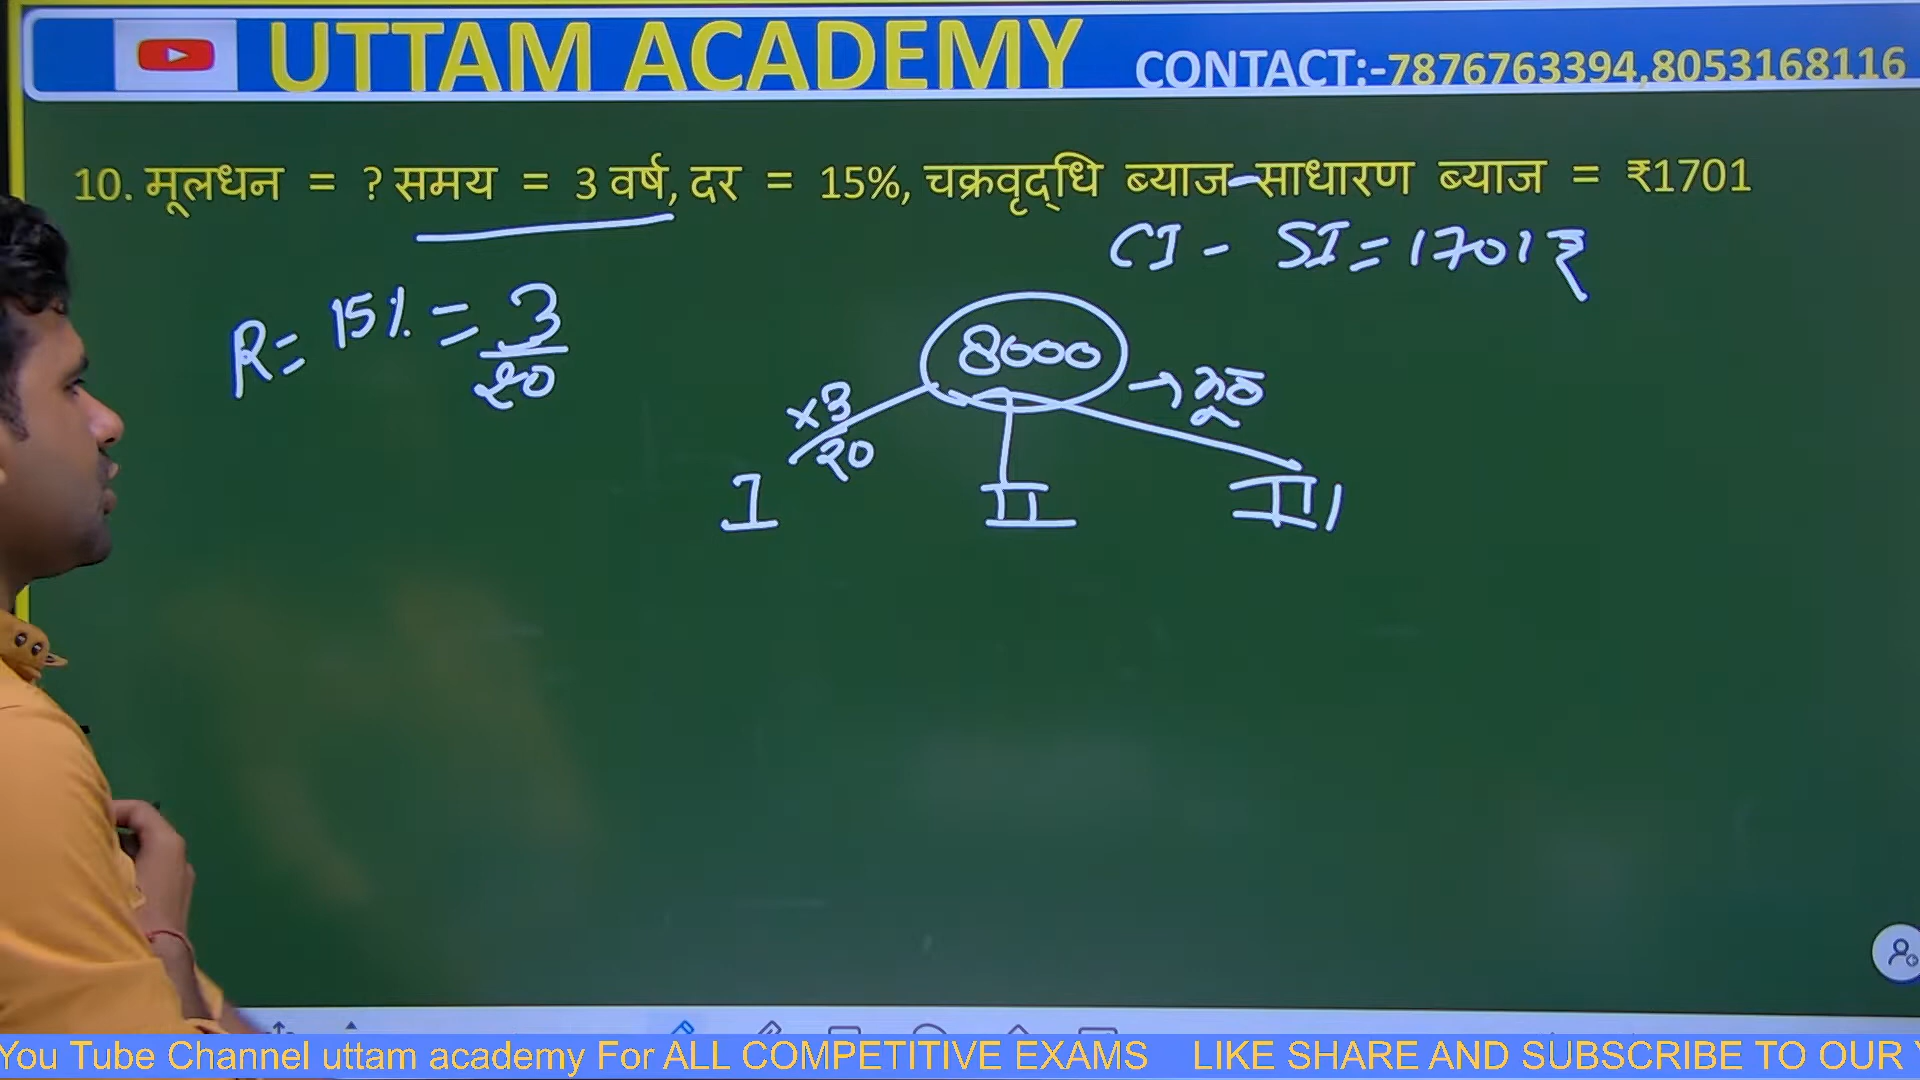 UTTAM ACADEMY CONTACT:-7876763394,8053168116
10. मूलधन = ? समय = 3 वर्ष, दर = 15%, चक्रवृद्धि ब्याज-साधारण ब्याज = ₹1701
CI - SI = 1701₹
R = 15% = 3/20
8000 → मू०
×3/20
I II III
You Tube Channel uttam academy For ALL COMPETITIVE EXAMS LIKE SHARE AND SUBSCRIBE TO OUR